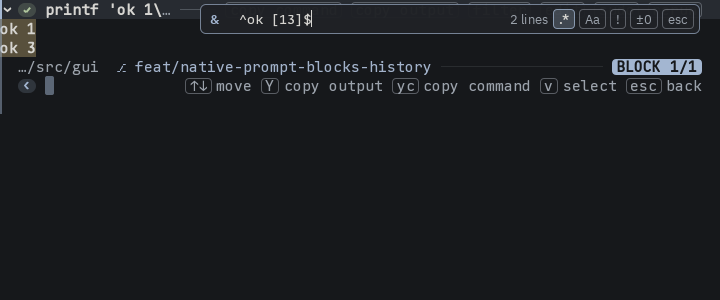 printf 'ok 1\…
& ^ok [13]$ 2 lines .* Aa ! ±0 esc
ok 1
ok 3
…/src/gui feat/native-prompt-blocks-history BLOCK 1/1
↑↓ move Y copy output yc copy command v select esc back